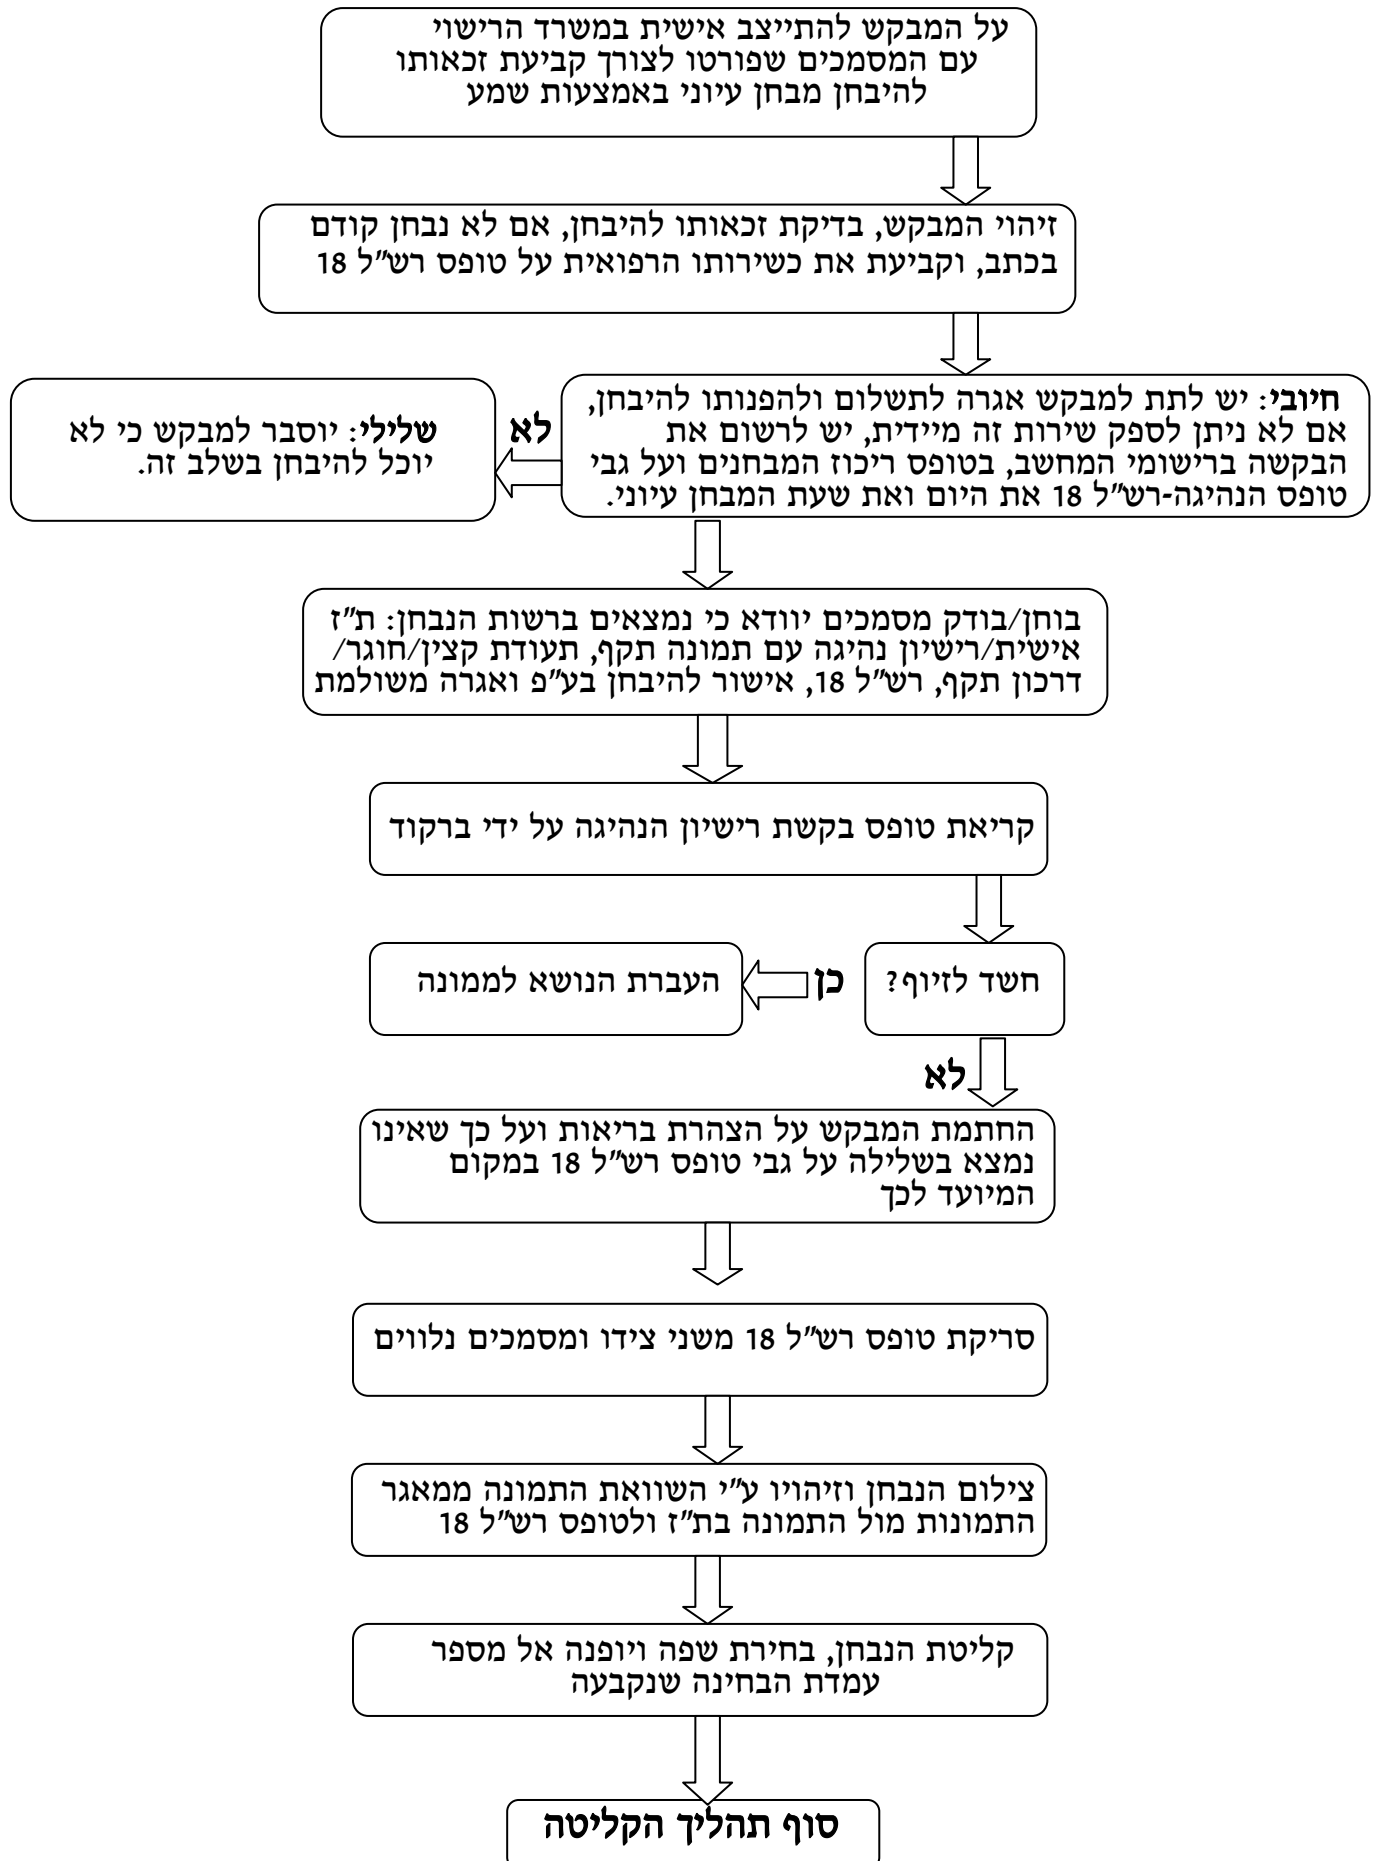 על המבקש להתייצב אישית במשרד הרישוי
עם המסמכים שפורטו לצורך קביעת זכאותו
להיבחן מבחן עיוני באמצעות שמע
זיהוי המבקש, בדיקת זכאותו להיבחן, אם לא נבחן קודם
בכתב, וקביעת את כשירותו הרפואית על טופס רש"ל 18
חיובי: יש לתת למבקש אגרה לתשלום ולהפנותו להיבחן,
אם לא ניתן לספק שירות זה מיידית, יש לרשום את
הבקשה ברישומי המחשב, בטופס ריכוז המבחנים ועל גבי
טופס הנהיגה-רש"ל 18 את היום ואת שעת המבחן עיוני.
לא
שלילי: יוסבר למבקש כי לא
יוכל להיבחן בשלב זה.
בוחן/בודק מסמכים יוודא כי נמצאים ברשות הנבחן: ת"ז
אישית/רישיון נהיגה עם תמונה תקף, תעודת קצין/חוגר/
דרכון תקף, רש"ל 18, אישור להיבחן בע"פ ואגרה משולמת
קריאת טופס בקשת רישיון הנהיגה על ידי ברקוד
חשד לזיוף?
כן
העברת הנושא לממונה
לא
החתמת המבקש על הצהרת בריאות ועל כך שאינו
נמצא בשלילה על גבי טופס רש"ל 18 במקום
המיועד לכך
סריקת טופס רש"ל 18 משני צידו ומסמכים נלווים
צילום הנבחן וזיהויו ע"י השוואת התמונה ממאגר
התמונות מול התמונה בת"ז ולטופס רש"ל 18
קליטת הנבחן, בחירת שפה ויופנה אל מספר
עמדת הבחינה שנקבעה
סוף תהליך הקליטה